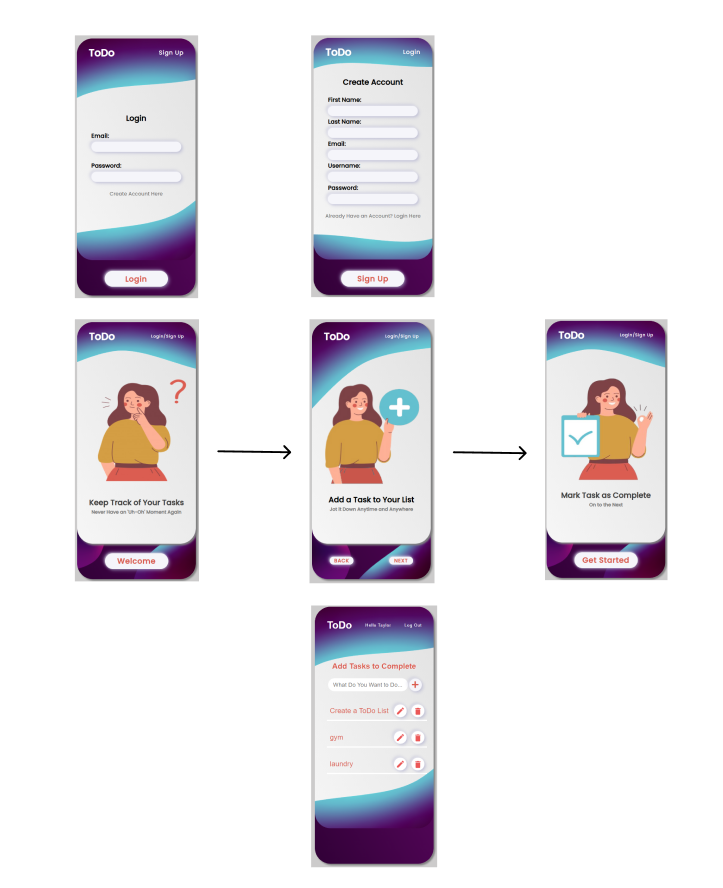 ToDo
Sign Up
Login
Email:
Password:
Create Account Here
Login
ToDo
Login
Create Account
First Name:
Last Name:
Email:
Username:
Password:
Already Have an Account? Login Here
Sign Up
ToDo
Login/Sign Up
?
Keep Track of Your Tasks
Never Have an 'Uh-Oh' Moment Again
Welcome
ToDo
Login/Sign Up
Add a Task to Your List
Jot It Down Anytime and Anywhere
BACK
NEXT
ToDo
Login/Sign Up
Mark Task as Complete
On to the Next
Get Started
ToDo
Hello Taylor
Log Out
Add Tasks to Complete
What Do You Want to Do...
Create a ToDo List
gym
laundry